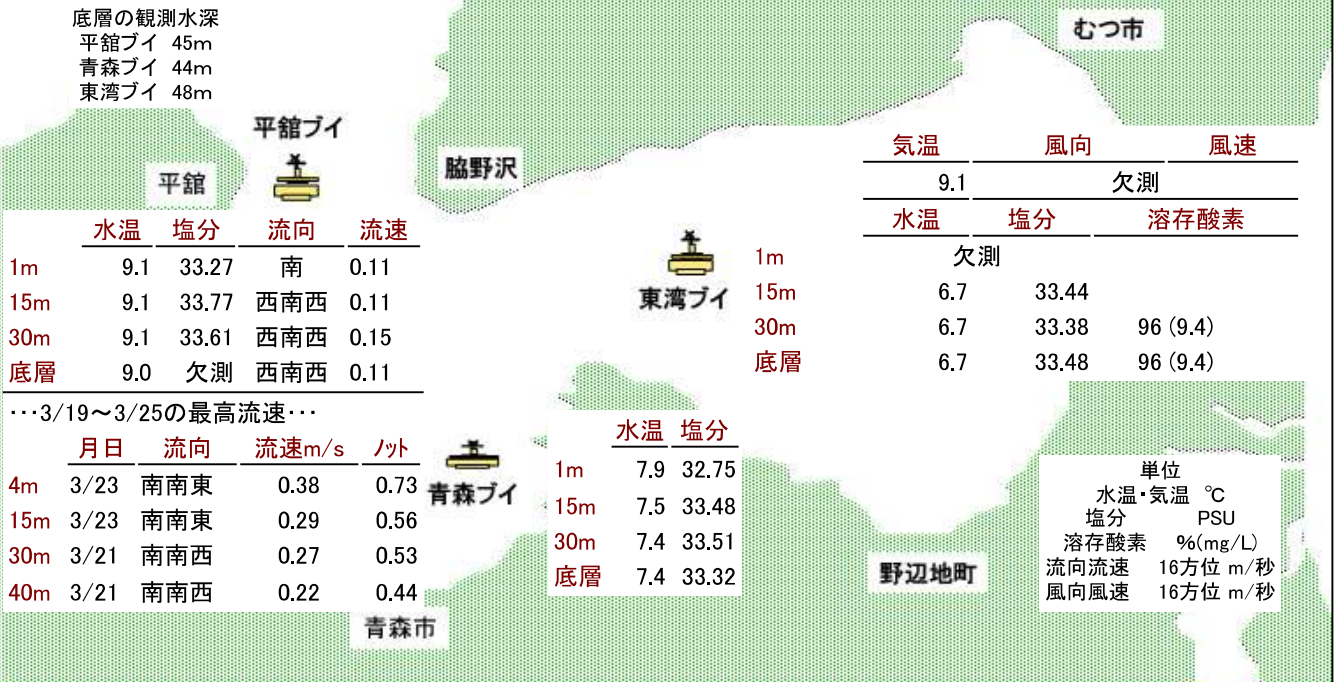 底層の観測水深
平舘ブイ 45m
青森ブイ 44m
東湾ブイ 48m
平舘ブイ
平舘
脇野沢
むつ市
水温 塩分 流向 流速
1m 9.1 33.27 南 0.11
15m 9.1 33.77 西南西 0.11
30m 9.1 33.61 西南西 0.15
底層 9.0 欠測 西南西 0.11
…3/19～3/25の最高流速…
月日 流向 流速m/s ノット
4m 3/23 南南東 0.38 0.73
15m 3/23 南南東 0.29 0.56
30m 3/21 南南西 0.27 0.53
40m 3/21 南南西 0.22 0.44
青森市
青森ブイ
水温 塩分
1m 7.9 32.75
15m 7.5 33.48
30m 7.4 33.51
底層 7.4 33.32
東湾ブイ
気温 風向 風速
9.1 欠測
水温 塩分 溶存酸素
1m 欠測
15m 6.7 33.44
30m 6.7 33.38 96 (9.4)
底層 6.7 33.48 96 (9.4)
野辺地町
単位
水温・気温 ℃
塩分 PSU
溶存酸素 %(mg/L)
流向流速 16方位 m/秒
風向風速 16方位 m/秒